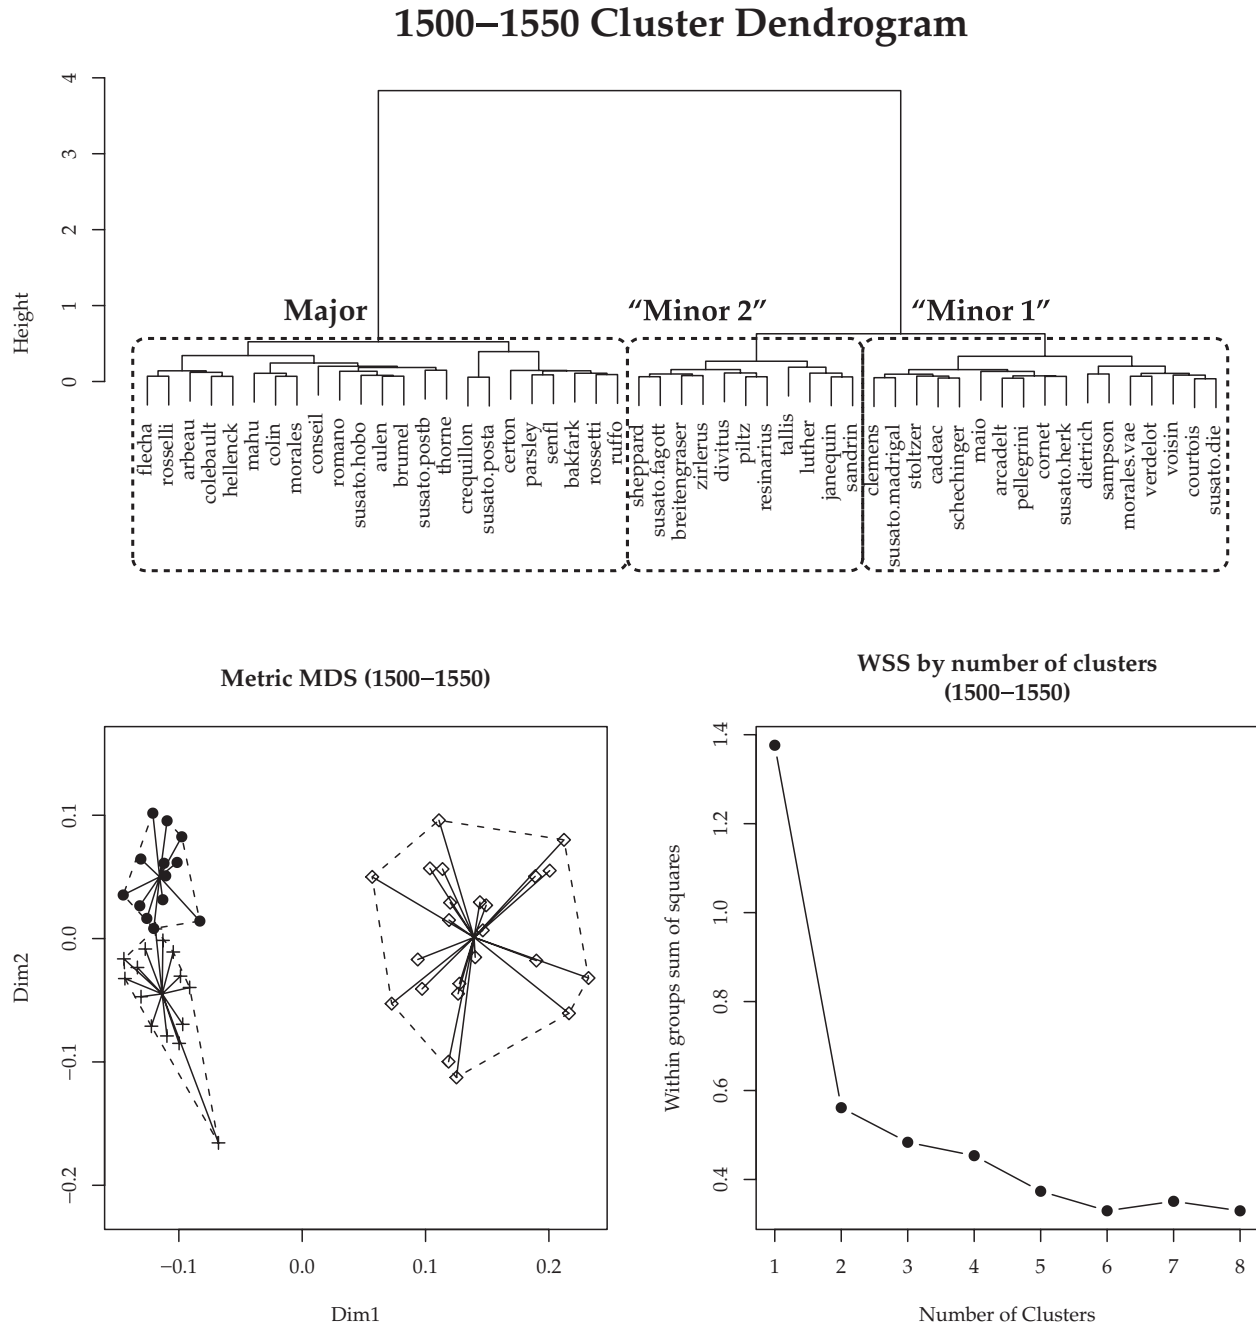 1500−1550 Cluster Dendrogram
Height
4
3
2
1
0
Major
“Minor 2”
“Minor 1”
flecha
rosselli
arbeau
colebault
hellenck
mahu
colin
morales
conseil
romano
susato.hobo
aulen
brumel
susato.postb
thorne
crequillon
susato.posta
certon
parsley
senfl
bakfark
rossetti
ruffo
sheppard
susato.fagott
breitengraser
zirlerus
divitus
piltz
resinarius
tallis
luther
janequin
sandrin
clemens
susato.madrigal
stoltzer
cadeac
schechinger
maio
arcadelt
pellegrini
cornet
susato.herk
dietrich
sampson
morales.vae
verdelot
voisin
courtois
susato.die
Metric MDS (1500−1550)
Dim2
0.1
0.0
−0.1
−0.2
−0.1
0.0
0.1
0.2
Dim1
WSS by number of clusters
(1500−1550)
Within groups sum of squares
1.4
1.2
1.0
0.8
0.6
0.4
1
2
3
4
5
6
7
8
Number of Clusters